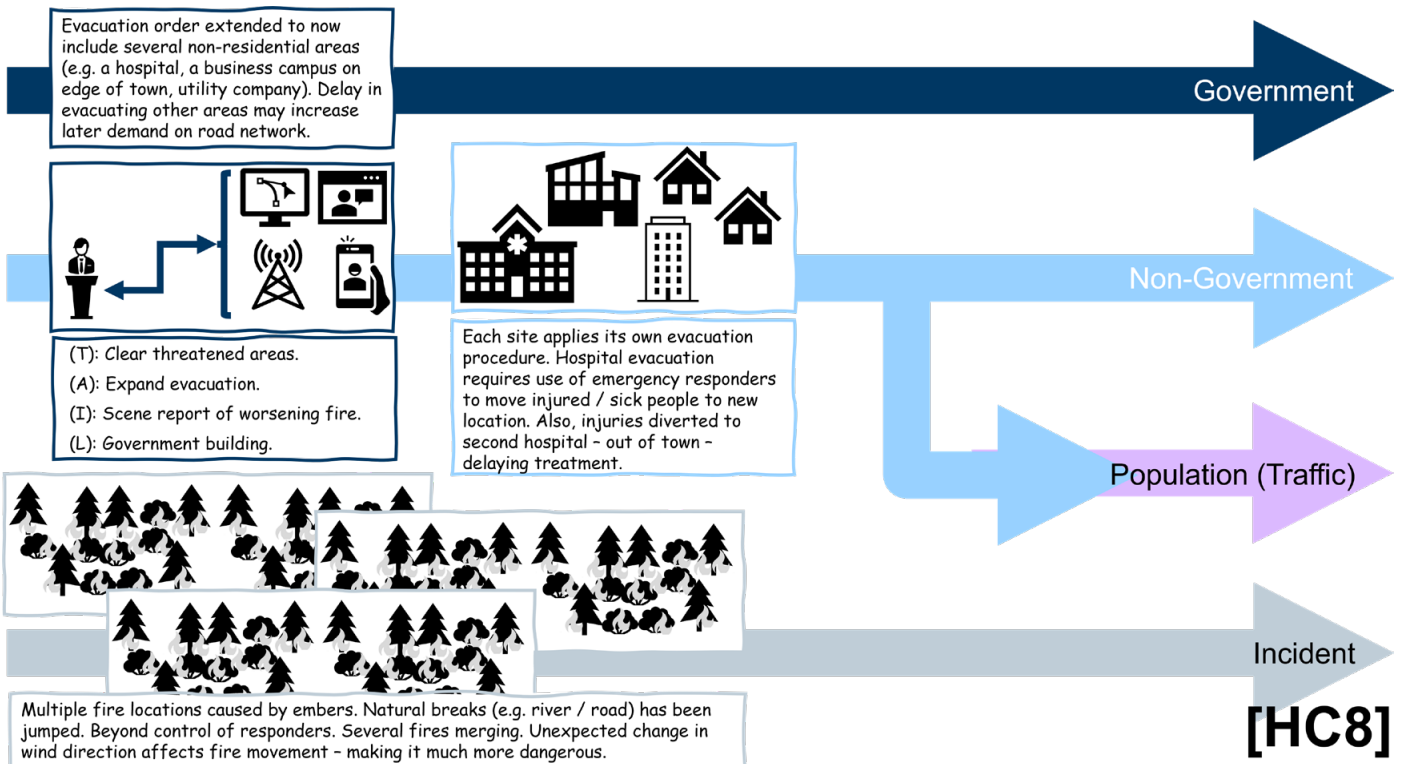 Evacuation order extended to now
include several non-residential areas
(e.g. a hospital, a business campus on
edge of town, utility company). Delay in
evacuating other areas may increase
later demand on road network.
Government
Non-Government
(T): Clear threatened areas.
(A): Expand evacuation.
(I): Scene report of worsening fire.
(L): Government building.
Each site applies its own evacuation
procedure. Hospital evacuation
requires use of emergency responders
to move injured / sick people to new
location. Also, injuries diverted to
second hospital – out of town –
delaying treatment.
Population (Traffic)
Incident
Multiple fire locations caused by embers. Natural breaks (e.g. river / road) has been
jumped. Beyond control of responders. Several fires merging. Unexpected change in
wind direction affects fire movement – making it much more dangerous.
[HC8]